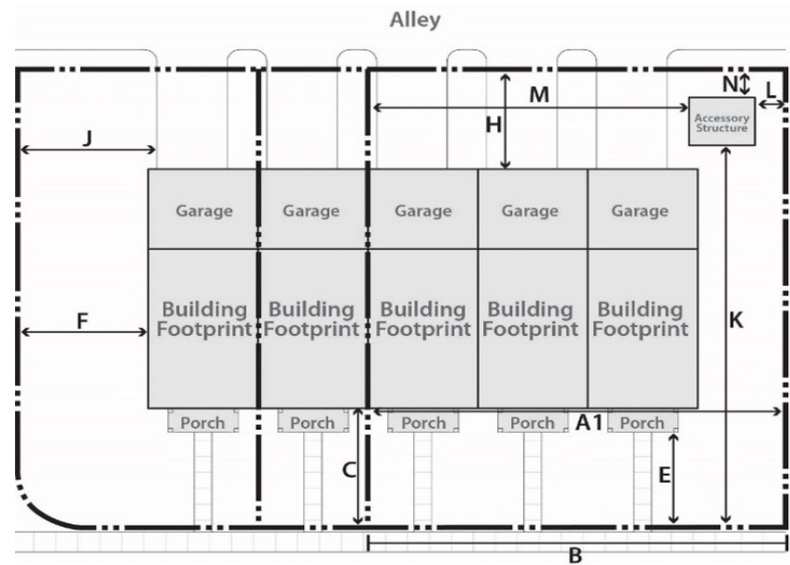 Alley
N
L
M
H
Accessory
Structure
J
Garage
Garage
Garage
Garage
Garage
Building
Footprint
Building
Footprint
Building
Footprint
Building
Footprint
Building
Footprint
F
K
Porch
Porch
Porch
Porch
Porch
A1
C
E
B